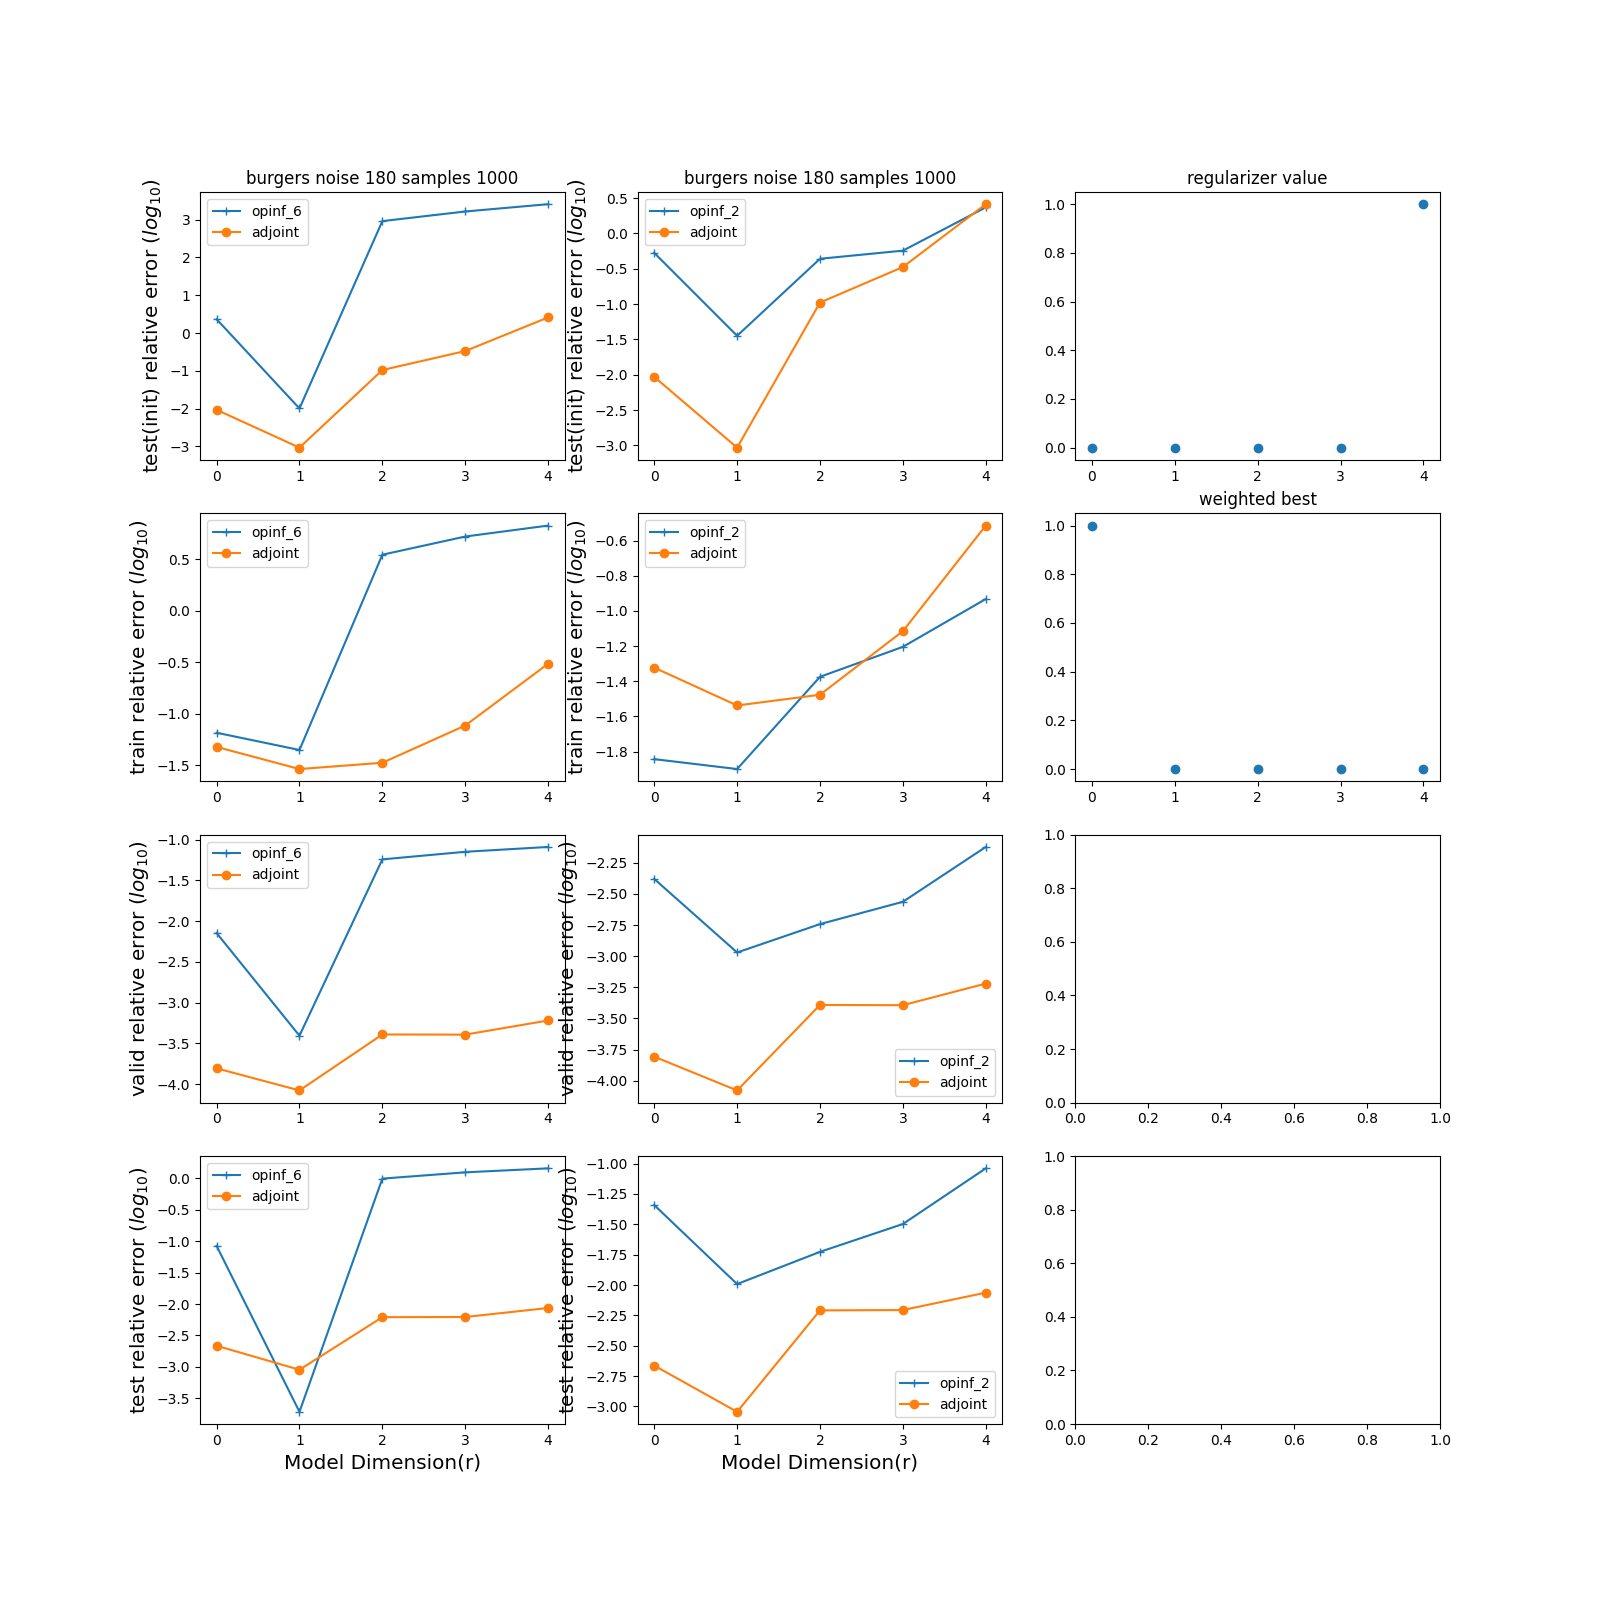 burgers noise 180 samples 1000
test(init) relative error (log10)
3
2
1
0
−1
−2
−3
0 1 2 3 4
opinf_6
adjoint
burgers noise 180 samples 1000
test(init) relative error (log10)
0.5
0.0
−0.5
−1.0
−1.5
−2.0
−2.5
−3.0
0 1 2 3 4
opinf_2
adjoint
regularizer value
1.0
0.8
0.6
0.4
0.2
0.0
0 1 2 3 4
train relative error (log10)
0.5
0.0
−0.5
−1.0
−1.5
0 1 2 3 4
opinf_6
adjoint
train relative error (log10)
−0.6
−0.8
−1.0
−1.2
−1.4
−1.6
−1.8
0 1 2 3 4
opinf_2
adjoint
weighted best
1.0
0.8
0.6
0.4
0.2
0.0
0 1 2 3 4
valid relative error (log10)
−1.0
−1.5
−2.0
−2.5
−3.0
−3.5
−4.0
0 1 2 3 4
opinf_6
adjoint
valid relative error (log10)
−2.25
−2.50
−2.75
−3.00
−3.25
−3.50
−3.75
−4.00
0 1 2 3 4
opinf_2
adjoint
1.0
0.8
0.6
0.4
0.2
0.0
0.0 0.2 0.4 0.6 0.8 1.0
test relative error (log10)
0.0
−0.5
−1.0
−1.5
−2.0
−2.5
−3.0
−3.5
0 1 2 3 4
opinf_6
adjoint
Model Dimension(r)
test relative error (log10)
−1.00
−1.25
−1.50
−1.75
−2.00
−2.25
−2.50
−2.75
−3.00
0 1 2 3 4
opinf_2
adjoint
Model Dimension(r)
1.0
0.8
0.6
0.4
0.2
0.0
0.0 0.2 0.4 0.6 0.8 1.0